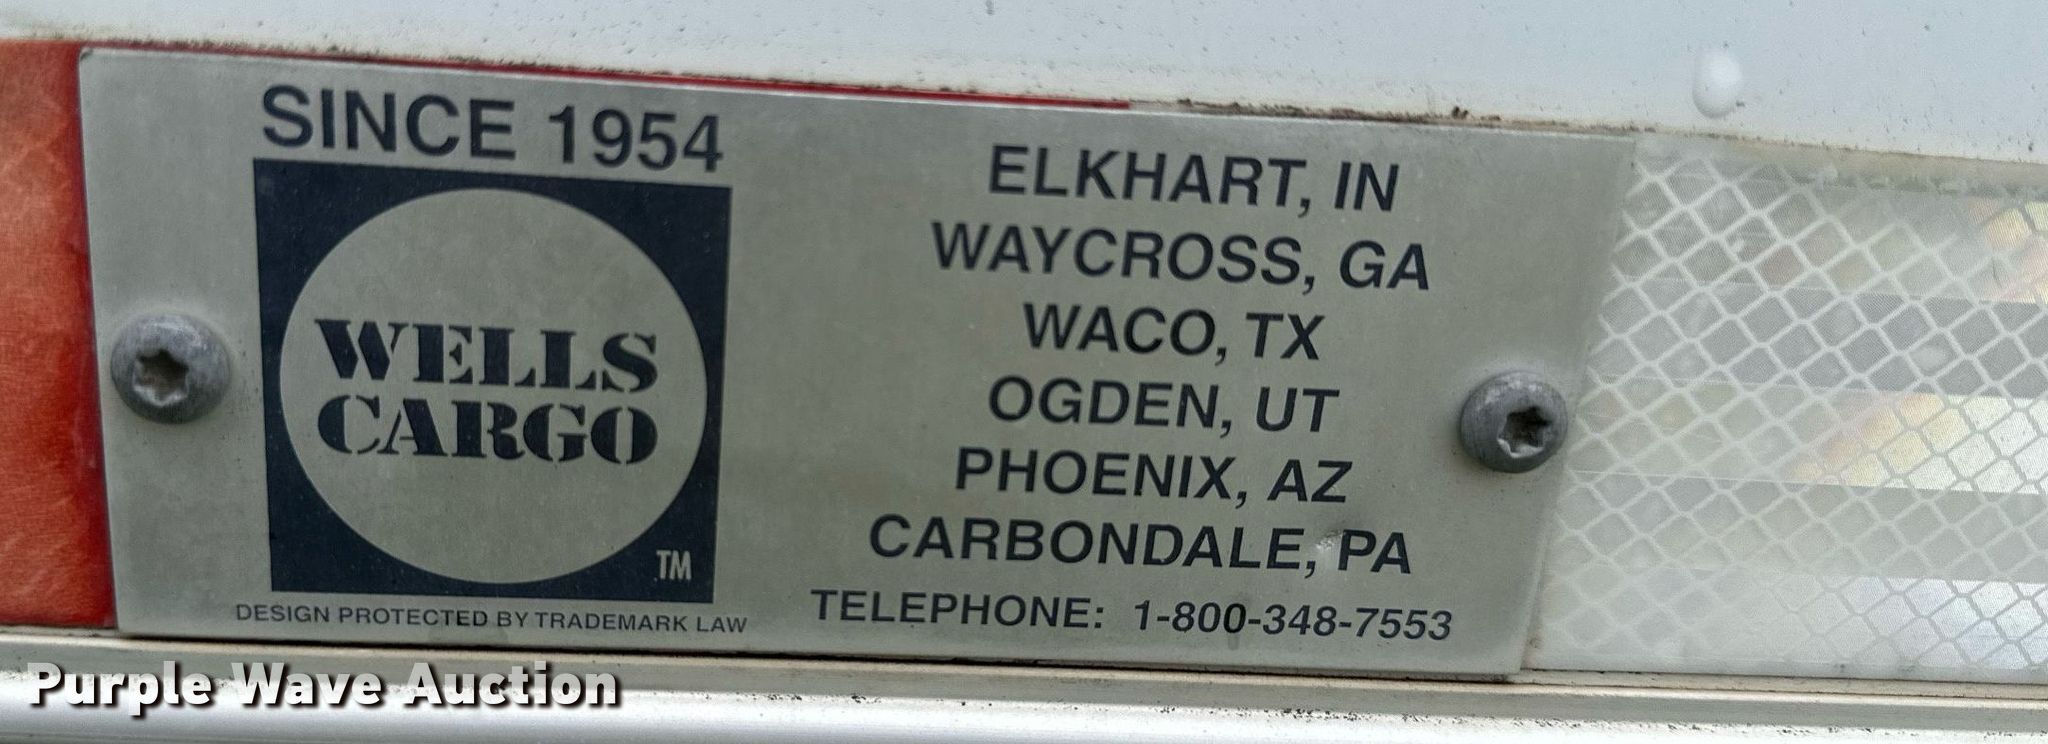 SINCE 1954
WELLS
CARGO
TM
DESIGN PROTECTED BY TRADEMARK LAW
ELKHART, IN
WAYCROSS, GA
WACO, TX
OGDEN, UT
PHOENIX, AZ
CARBONDALE, PA
TELEPHONE: 1-800-348-7553
Purple Wave Auction